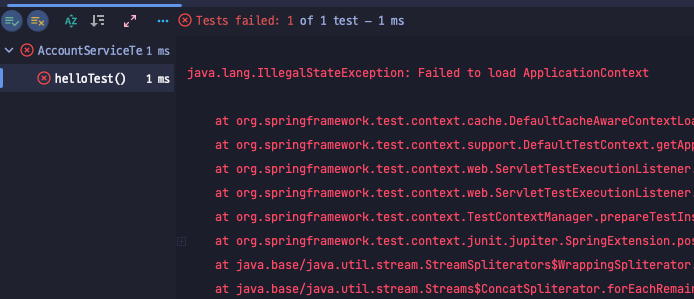 Tests failed: 1 of 1 test – 1 ms
AccountServiceTe 1 ms
helloTest() 1 ms
java.lang.IllegalStateException: Failed to load ApplicationContext
at org.springframework.test.context.cache.DefaultCacheAwareContextLoa
at org.springframework.test.context.support.DefaultTestContext.getApp
at org.springframework.test.context.web.ServletTestExecutionListener.
at org.springframework.test.context.web.ServletTestExecutionListener.
at org.springframework.test.context.TestContextManager.prepareTestIns
at org.springframework.test.context.junit.jupiter.SpringExtension.pos
at java.base/java.util.stream.StreamSpliterators$WrappingSpliterator.
at java.base/java.util.stream.Streams$ConcatSpliterator.forEachRemain